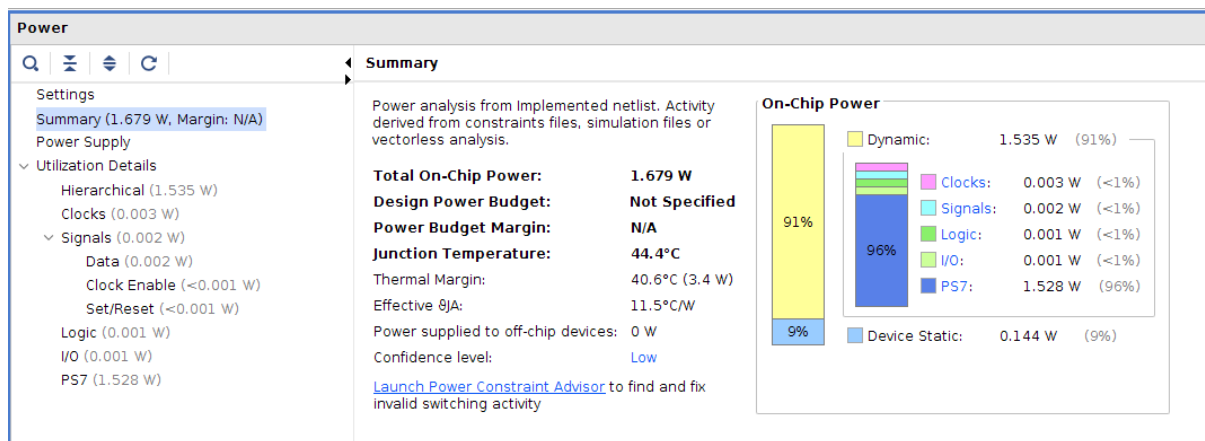 Power
Summary
Settings
Summary (1.679 W, Margin: N/A)
Power Supply
Utilization Details
Hierarchical (1.535 W)
Clocks (0.003 W)
Signals (0.002 W)
Data (0.002 W)
Clock Enable (<0.001 W)
Set/Reset (<0.001 W)
Logic (0.001 W)
I/O (0.001 W)
PS7 (1.528 W)
Power analysis from Implemented netlist. Activity
derived from constraints files, simulation files or
vectorless analysis.
Total On-Chip Power: 1.679 W
Design Power Budget: Not Specified
Power Budget Margin: N/A
Junction Temperature: 44.4°C
Thermal Margin: 40.6°C (3.4 W)
Effective ϑJA: 11.5°C/W
Power supplied to off-chip devices: 0 W
Confidence level: Low
Launch Power Constraint Advisor to find and fix
invalid switching activity
On-Chip Power
91%
9%
Dynamic: 1.535 W (91%)
96%
Clocks: 0.003 W (<1%)
Signals: 0.002 W (<1%)
Logic: 0.001 W (<1%)
I/O: 0.001 W (<1%)
PS7: 1.528 W (96%)
Device Static: 0.144 W (9%)